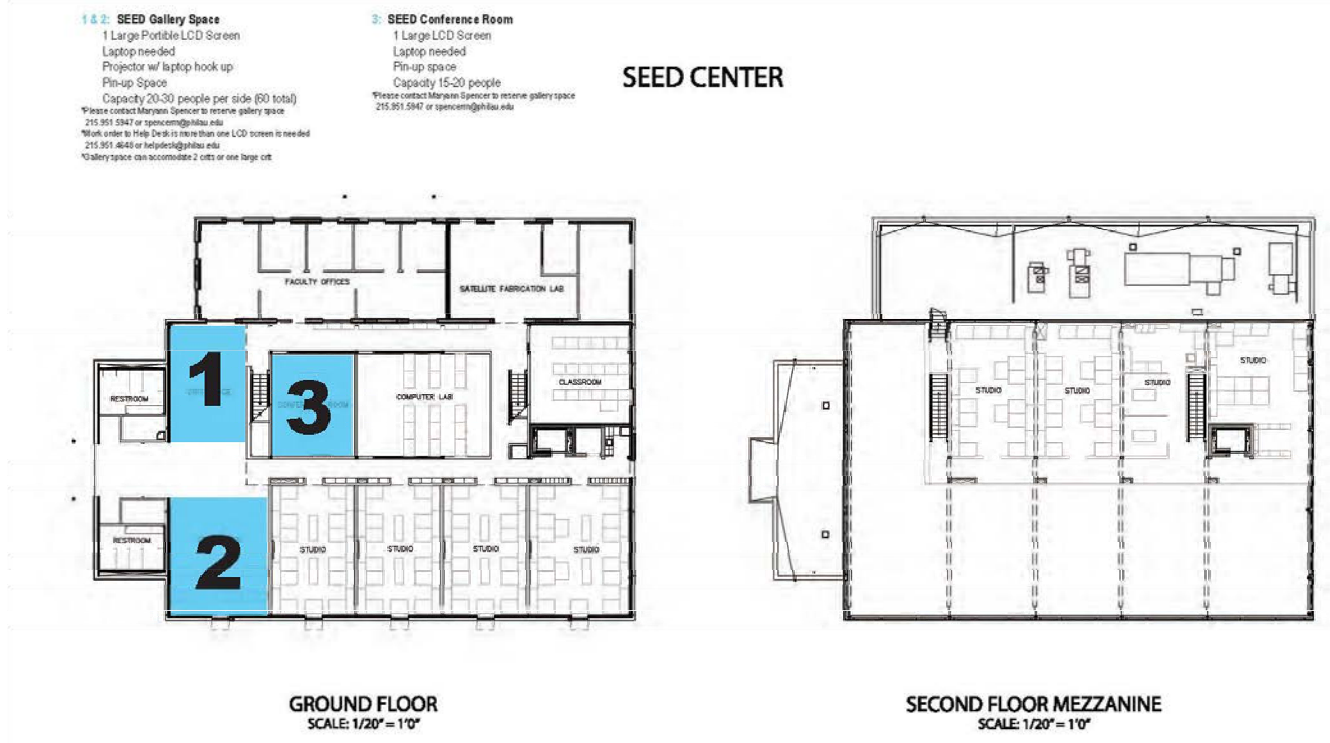 1 & 2: SEED Gallery Space
1 Large Portible LCD Screen
Laptop needed
Projector w/ laptop hook up
Pin-up Space
Capacity 20-30 people per side (60 total)
*Please contact Maryann Spencer to reserve gallery space
215.951.5947 or spencerm@philau.edu
*Work order to Help Desk is more than one LCD screen is needed
215.951.4648 or helpdesk@philau.edu
*Gallery space can accomodate 2 crits or one large crit
3: SEED Conference Room
1 Large LCD Screen
Laptop needed
Pin-up space
Capacity 15-20 people
*Please contact Maryann Spencer to reserve gallery space
215.951.5947 or spencerm@philau.edu
SEED CENTER
FACULTY OFFICES
SATELLITE FABRICATION LAB
1
RESTROOM
3
COMPUTER LAB
CLASSROOM
2
RESTROOM
STUDIO
STUDIO
STUDIO
STUDIO
GROUND FLOOR
SCALE: 1/20" = 1'0"
STUDIO
STUDIO
STUDIO
STUDIO
SECOND FLOOR MEZZANINE
SCALE: 1/20" = 1'0"